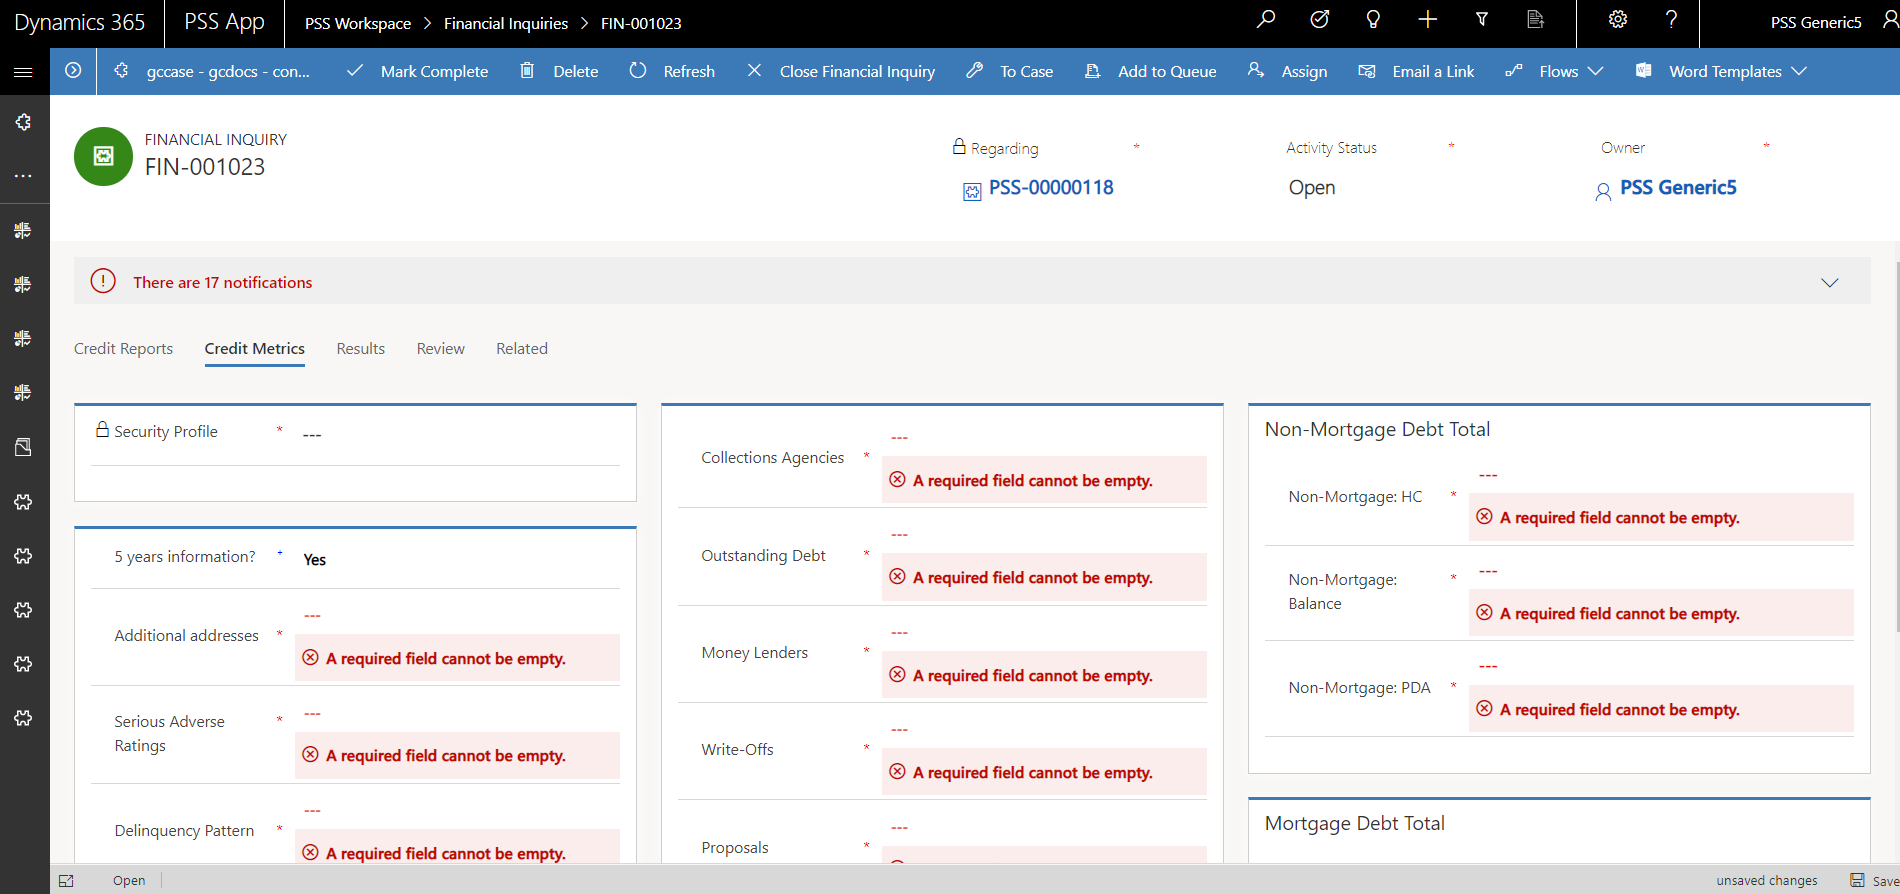 Dynamics 365 PSS App PSS Workspace > Financial Inquiries > FIN-001023 PSS Generic5
gccase - gcdocs - con... Mark Complete Delete Refresh Close Financial Inquiry To Case Add to Queue Assign Email a Link Flows Word Templates
FINANCIAL INQUIRY
FIN-001023
Regarding *
PSS-00000118
Activity Status *
Open
Owner *
PSS Generic5
There are 17 notifications
Credit Reports Credit Metrics Results Review Related
Security Profile * ---
5 years information? + Yes
Additional addresses * ---
A required field cannot be empty.
Serious Adverse
Ratings * ---
A required field cannot be empty.
Delinquency Pattern * ---
A required field cannot be empty.
Collections Agencies * ---
A required field cannot be empty.
Outstanding Debt * ---
A required field cannot be empty.
Money Lenders * ---
A required field cannot be empty.
Write-Offs * ---
A required field cannot be empty.
Proposals * ---
Non-Mortgage Debt Total
Non-Mortgage: HC * ---
A required field cannot be empty.
Non-Mortgage:
Balance * ---
A required field cannot be empty.
Non-Mortgage: PDA * ---
A required field cannot be empty.
Mortgage Debt Total
Open unsaved changes Save